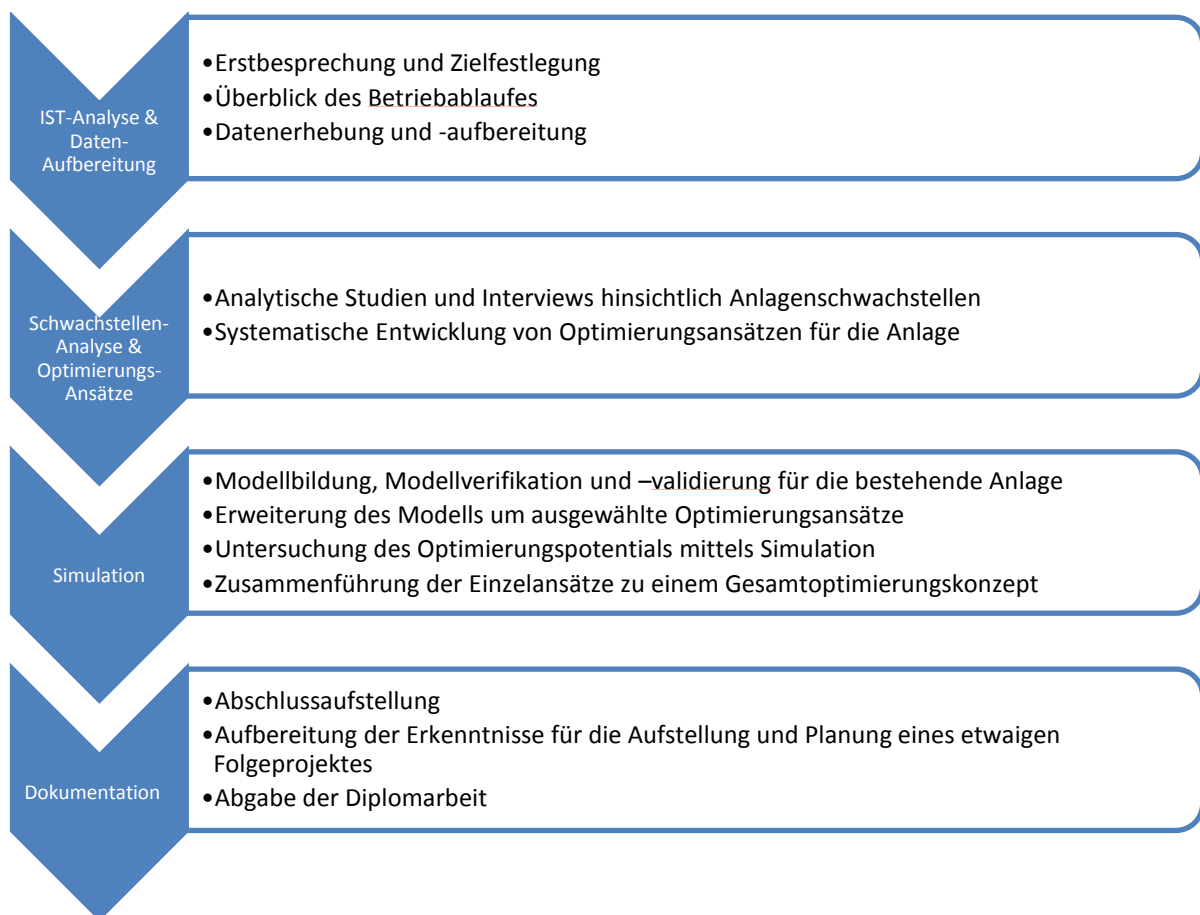 IST-Analyse &
Daten-
Aufbereitung
•Erstbesprechung und Zielfestlegung
•Überblick des Betriebablaufes
•Datenerhebung und -aufbereitung
Schwachstellen-
Analyse &
Optimierungs-
Ansätze
•Analytische Studien und Interviews hinsichtlich Anlagenschwachstellen
•Systematische Entwicklung von Optimierungsansätzen für die Anlage
Simulation
•Modellbildung, Modellverifikation und –validierung für die bestehende Anlage
•Erweiterung des Modells um ausgewählte Optimierungsansätze
•Untersuchung des Optimierungspotentials mittels Simulation
•Zusammenführung der Einzelansätze zu einem Gesamtoptimierungskonzept
Dokumentation
•Abschlussaufstellung
•Aufbereitung der Erkenntnisse für die Aufstellung und Planung eines etwaigen
Folgeprojektes
•Abgabe der Diplomarbeit